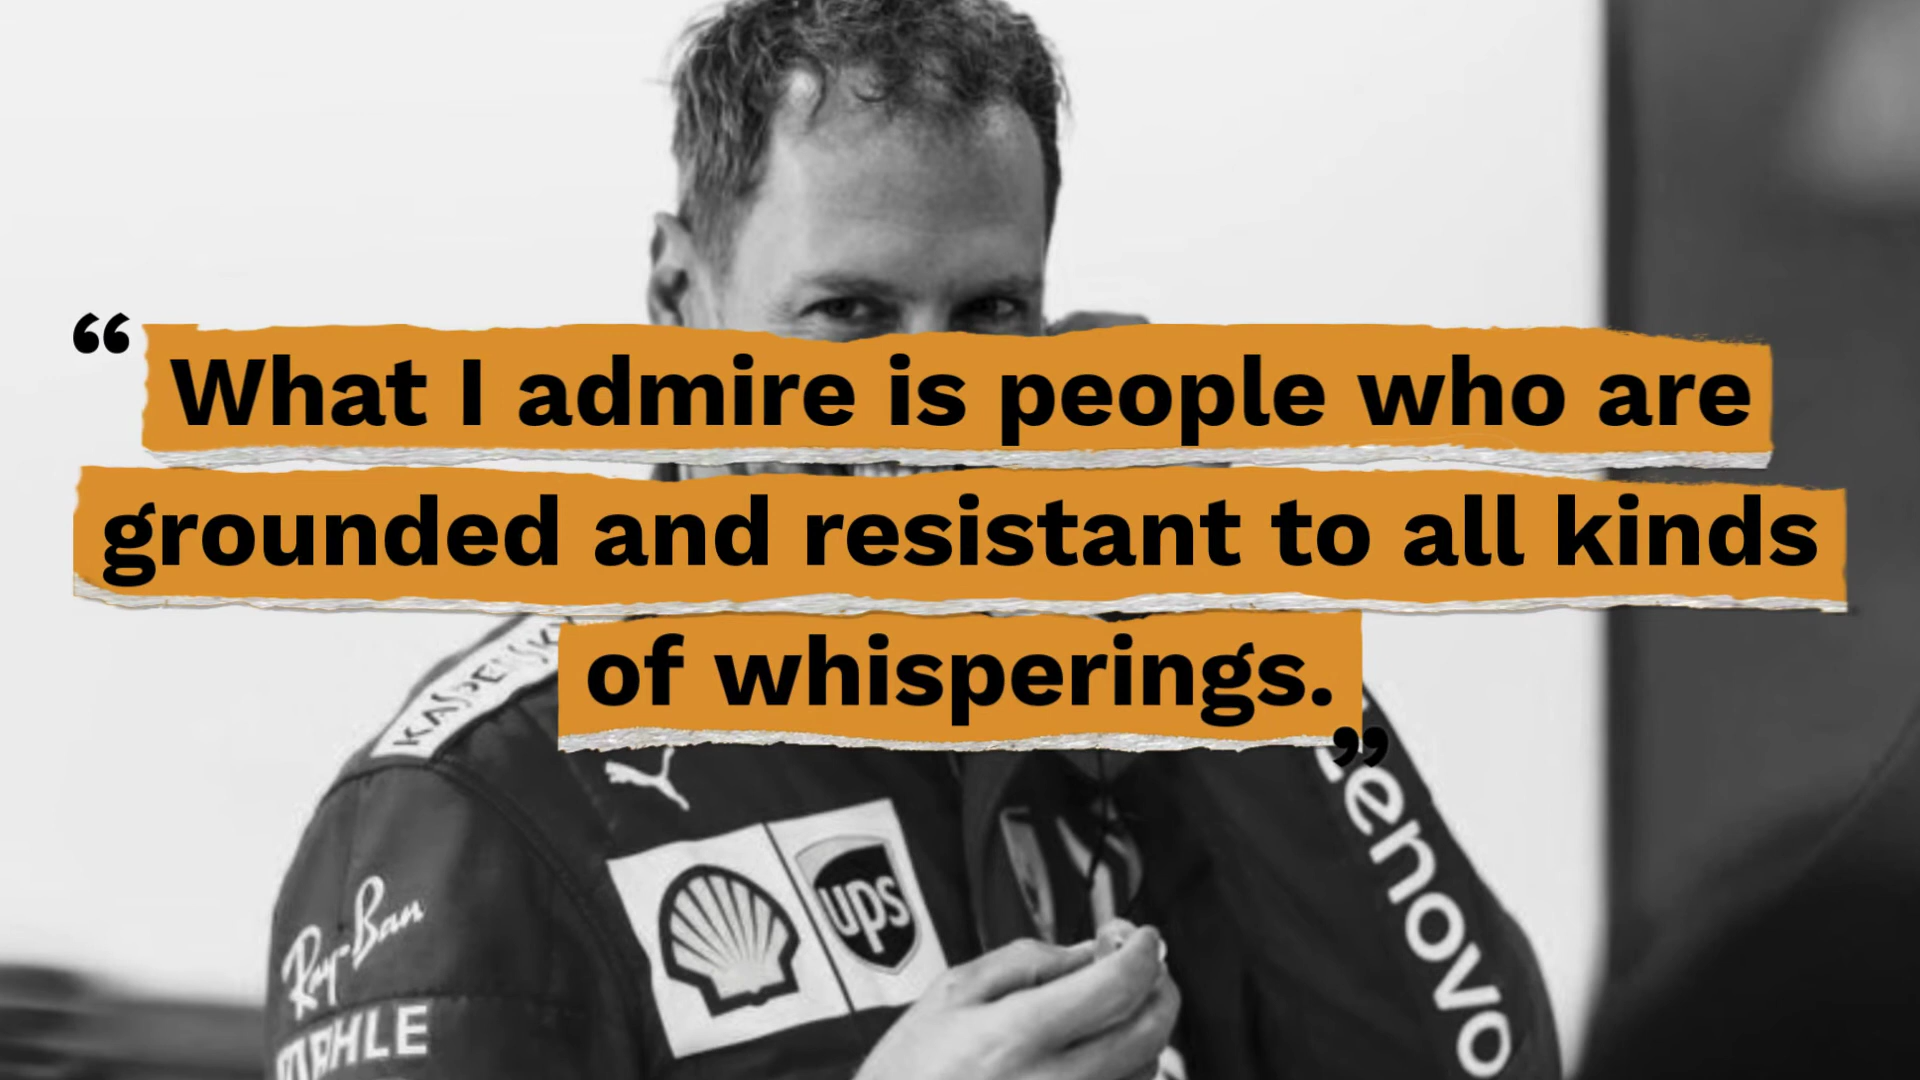 “What I admire is people who are
grounded and resistant to all kinds
of whisperings.”
KASPERSKY
Lenovo
ups
Ray-Ban
MAHLE